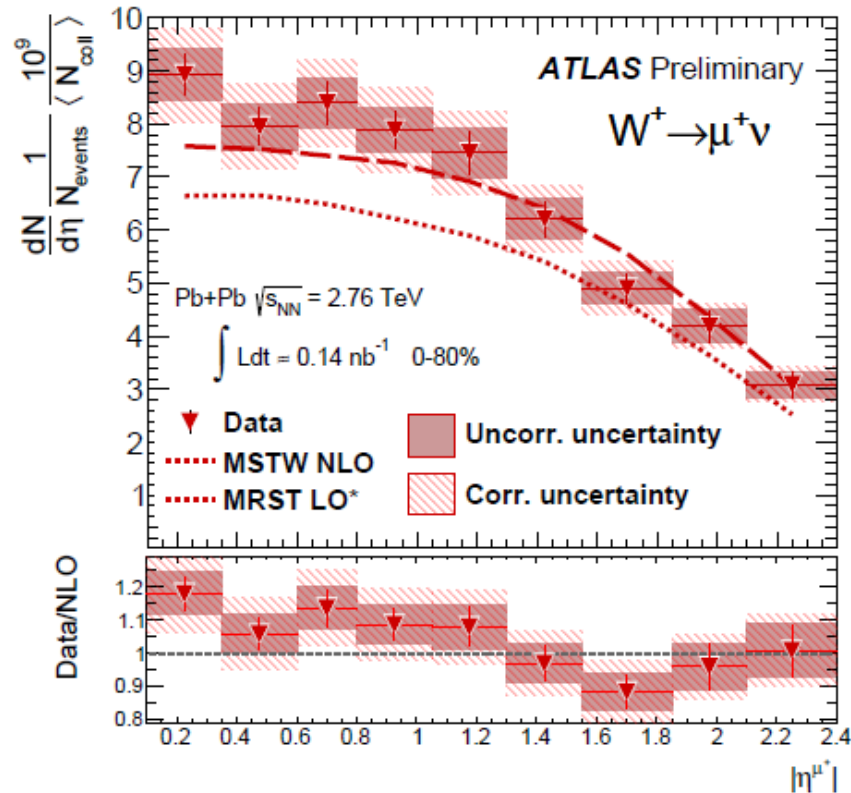 dN/dη 1/N_events 10⁹/⟨N_coll⟩
10
9
8
7
6
5
4
3
2
1
ATLAS Preliminary
W⁺→μ⁺ν
Pb+Pb √s_NN = 2.76 TeV
∫ Ldt = 0.14 nb⁻¹ 0-80%
Data
MSTW NLO
MRST LO*
Uncorr. uncertainty
Corr. uncertainty
Data/NLO
1.2
1.1
1
0.9
0.8
0.2 0.4 0.6 0.8 1 1.2 1.4 1.6 1.8 2 2.2 2.4
|η^μ*|